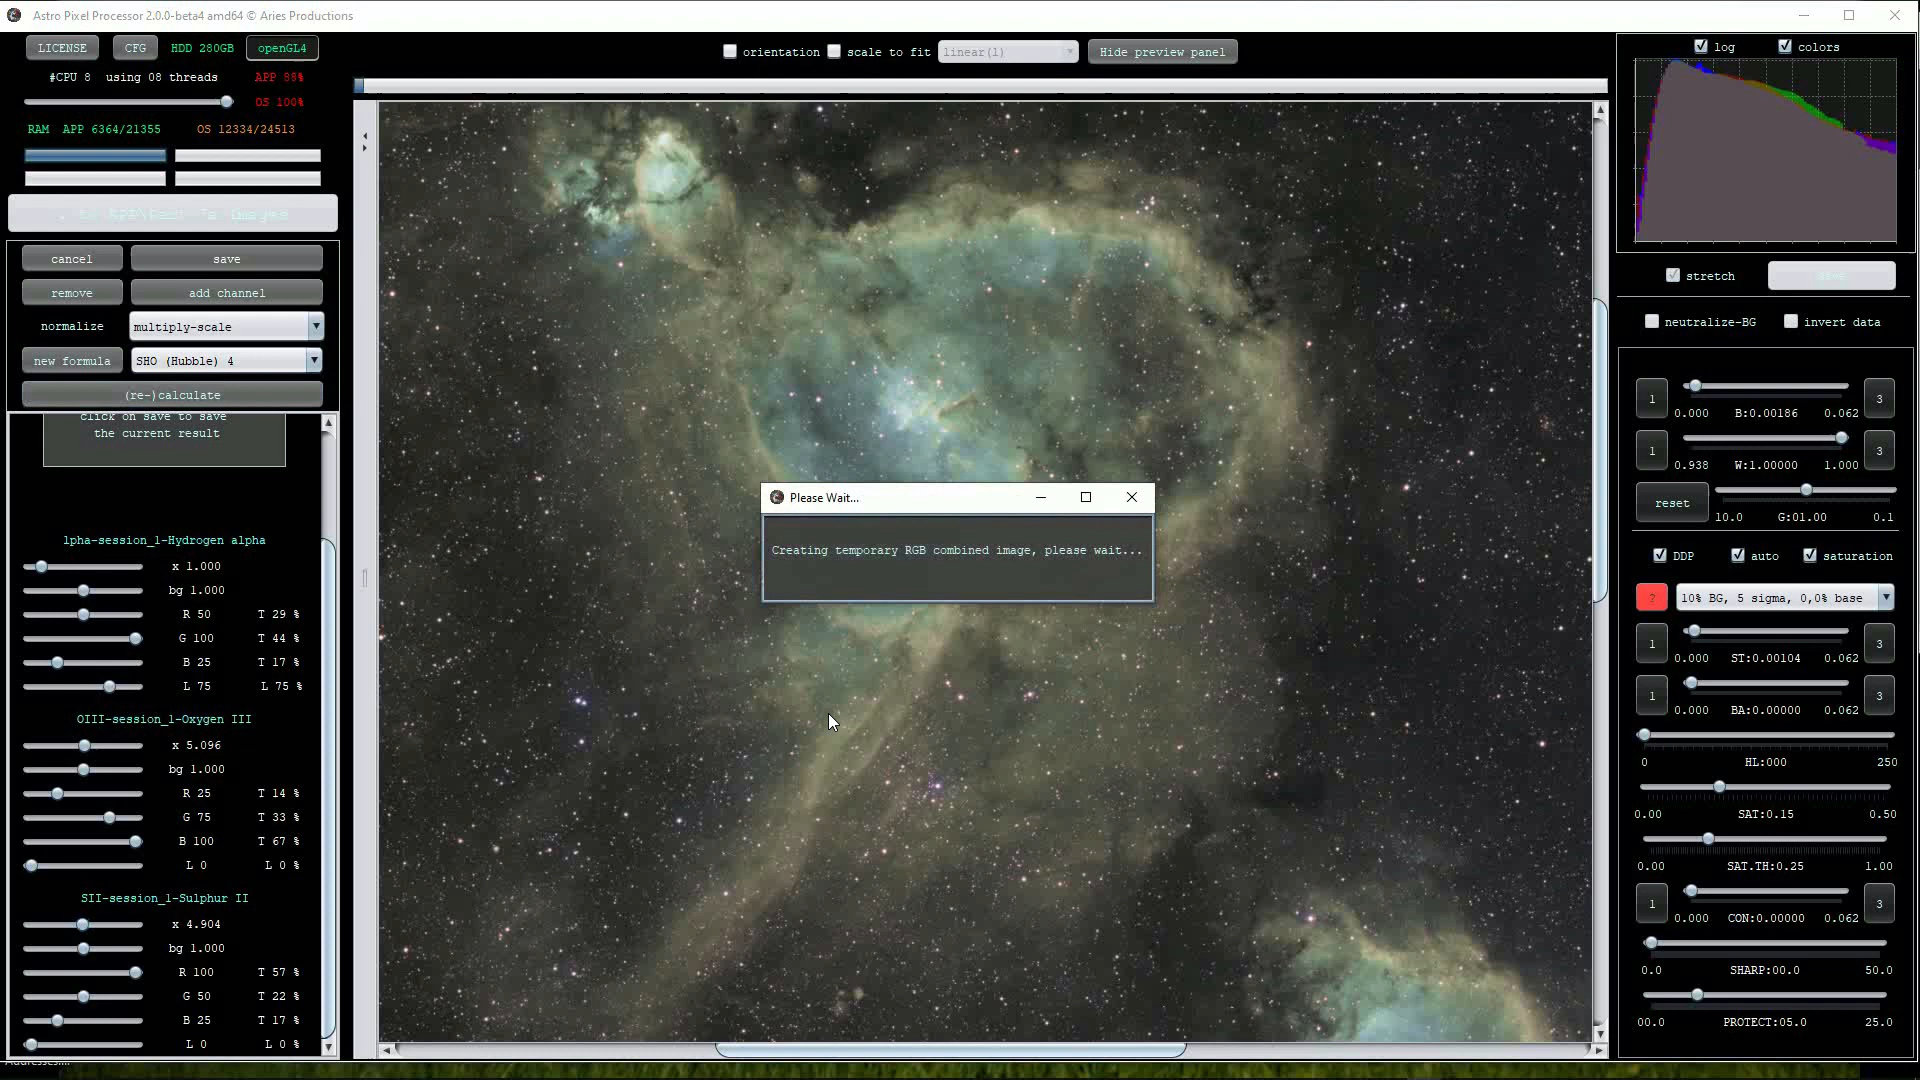 Astro Pixel Processor 2.0.0-beta4 amd64 © Aries Productions
LICENSE CFG HDD 280GB openGL4
#CPU 8 using 08 threads APP 88%
OS 100%
RAM APP 6364/21355 OS 12334/24513
cancel save
remove add channel
normalize multiply-scale
new formula SHO (Hubble) 4
(re-)calculate
click on save to save
the current result
lpha-session_1-Hydrogen alpha
x 1.000
bg 1.000
R 50 T 29 %
G 100 T 44 %
B 25 T 17 %
L 75 L 75 %
OIII-session_1-Oxygen III
x 5.096
bg 1.000
R 25 T 14 %
G 75 T 33 %
B 100 T 67 %
L 0 L 0 %
SII-session_1-Sulphur II
x 4.904
bg 1.000
R 100 T 57 %
G 50 T 22 %
B 25 T 17 %
L 0 L 0 %
orientation scale to fit linear(1) Hide preview panel
Please Wait...
Creating temporary RGB combined image, please wait...
log colors
stretch save
neutralize-BG invert data
1 3
0.000 B:0.00186 0.062
1 3
0.938 W:1.00000 1.000
reset
10.0 G:01.00 0.1
DDP auto saturation
? 10% BG, 5 sigma, 0,0% base
1 3
0.000 ST:0.00104 0.062
1 3
0.000 BA:0.00000 0.062
0 HL:000 250
0.00 SAT:0.15 0.50
0.00 SAT.TH:0.25 1.00
1 3
0.000 CON:0.00000 0.062
0.0 SHARP:00.0 50.0
00.0 PROTECT:05.0 25.0